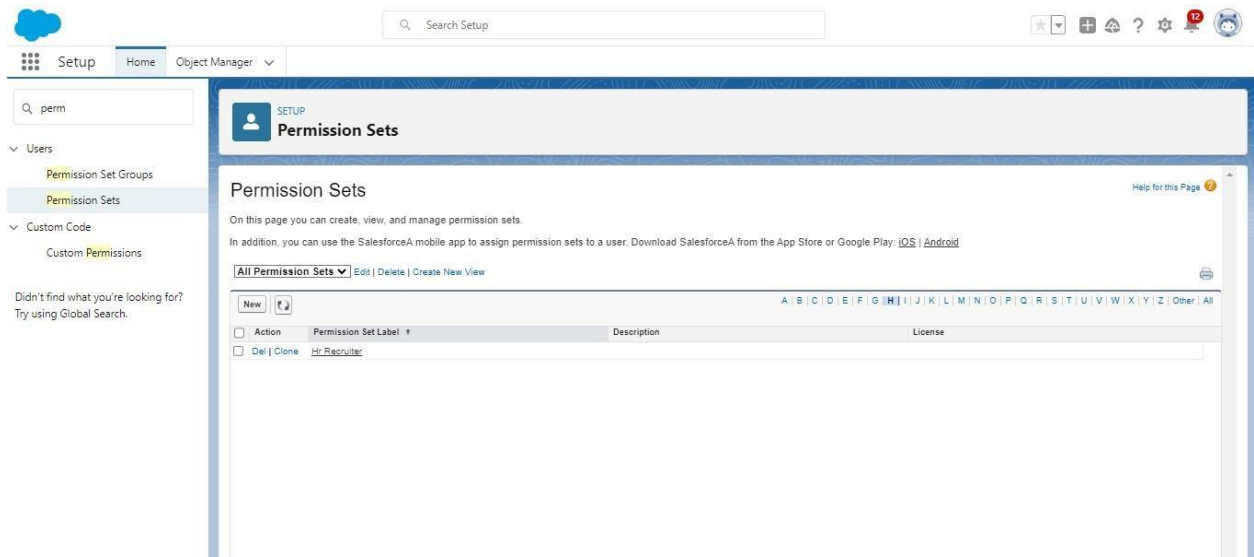 Search Setup
12
Setup Home Object Manager
perm
Users
Permission Set Groups
Permission Sets
Custom Code
Custom Permissions
Didn't find what you're looking for?
Try using Global Search.
SETUP
Permission Sets
Permission Sets
Help for this Page ?
On this page you can create, view, and manage permission sets.
In addition, you can use the SalesforceA mobile app to assign permission sets to a user. Download SalesforceA from the App Store or Google Play: iOS | Android
All Permission Sets Edit | Delete | Create New View
New A | B | C | D | E | F | G | H | I | J | K | L | M | N | O | P | Q | R | S | T | U | V | W | X | Y | Z | Other | All
Action Permission Set Label ↑ Description License
Del | Clone Hr Recruiter